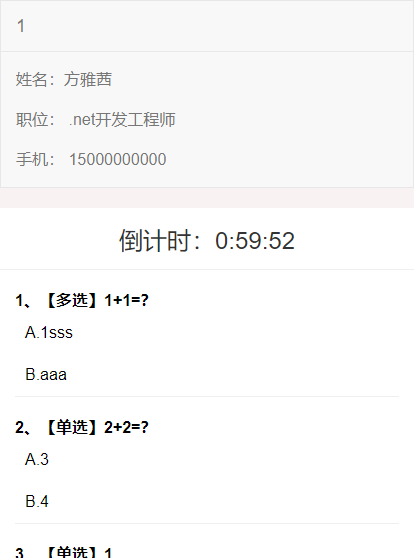 1
姓名：方雅茜
职位： .net开发工程师
手机： 15000000000
倒计时：0:59:52
1、【多选】1+1=？
A.1sss
B.aaa
2、【单选】2+2=？
A.3
B.4
3、【单选】1